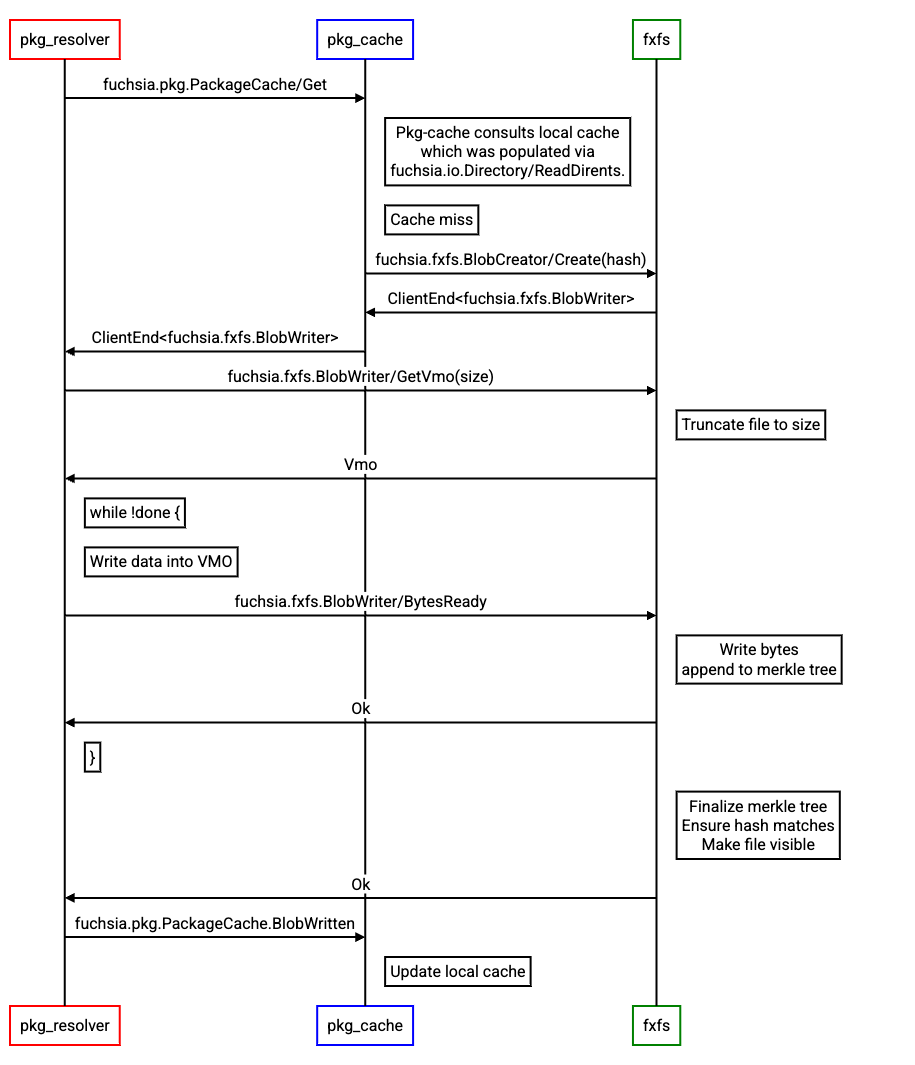 pkg_resolver
pkg_cache
fxfs
fuchsia.pkg.PackageCache/Get
Pkg-cache consults local cache
which was populated via
fuchsia.io.Directory/ReadDirents.
Cache miss
fuchsia.fxfs.BlobCreator/Create(hash)
ClientEnd<fuchsia.fxfs.BlobWriter>
ClientEnd<fuchsia.fxfs.BlobWriter>
fuchsia.fxfs.BlobWriter/GetVmo(size)
Truncate file to size
Vmo
while !done {
Write data into VMO
fuchsia.fxfs.BlobWriter/BytesReady
Write bytes
append to merkle tree
Ok
}
Finalize merkle tree
Ensure hash matches
Make file visible
Ok
fuchsia.pkg.PackageCache.BlobWritten
Update local cache
pkg_resolver
pkg_cache
fxfs